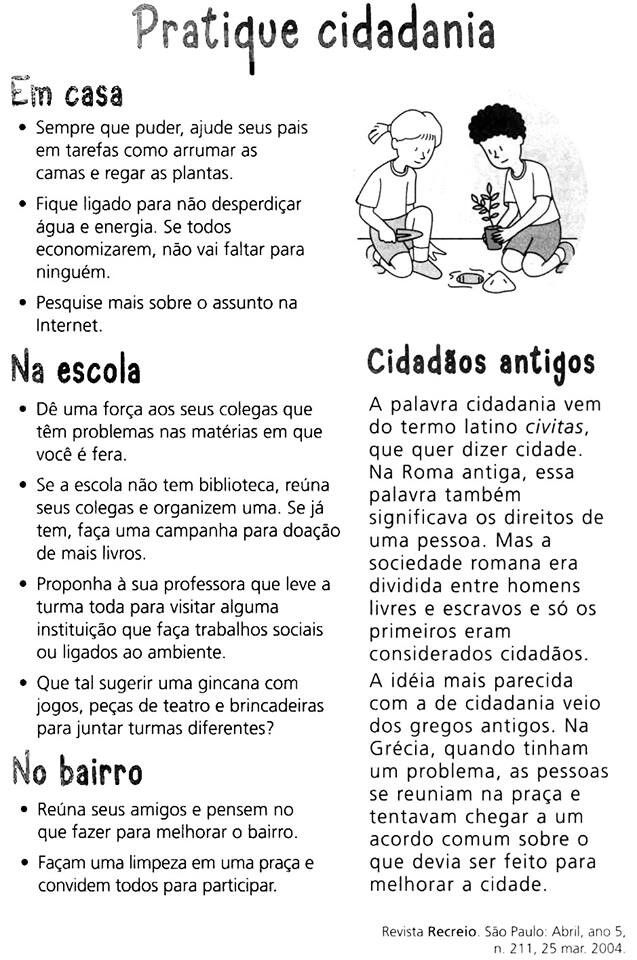 Pratique cidadania
Em casa
• Sempre que puder, ajude seus pais
em tarefas como arrumar as
camas e regar as plantas.
• Fique ligado para não desperdiçar
água e energia. Se todos
economizarem, não vai faltar para
ninguém.
• Pesquise mais sobre o assunto na
Internet.
Na escola
• Dê uma força aos seus colegas que
têm problemas nas matérias em que
você é fera.
• Se a escola não tem biblioteca, reúna
seus colegas e organizem uma. Se já
tem, faça uma campanha para doação
de mais livros.
• Proponha à sua professora que leve a
turma toda para visitar alguma
instituição que faça trabalhos sociais
ou ligados ao ambiente.
• Que tal sugerir uma gincana com
jogos, peças de teatro e brincadeiras
para juntar turmas diferentes?
No bairro
• Reúna seus amigos e pensem no
que fazer para melhorar o bairro.
• Façam uma limpeza em uma praça e
convidem todos para participar.
Cidadãos antigos
A palavra cidadania vem
do termo latino civitas,
que quer dizer cidade.
Na Roma antiga, essa
palavra também
significava os direitos de
uma pessoa. Mas a
sociedade romana era
dividida entre homens
livres e escravos e só os
primeiros eram
considerados cidadãos.
A idéia mais parecida
com a de cidadania veio
dos gregos antigos. Na
Grécia, quando tinham
um problema, as pessoas
se reuniam na praça e
tentavam chegar a um
acordo comum sobre o
que devia ser feito para
melhorar a cidade.
Revista Recreio. São Paulo: Abril, ano 5,
n. 211, 25 mar. 2004.